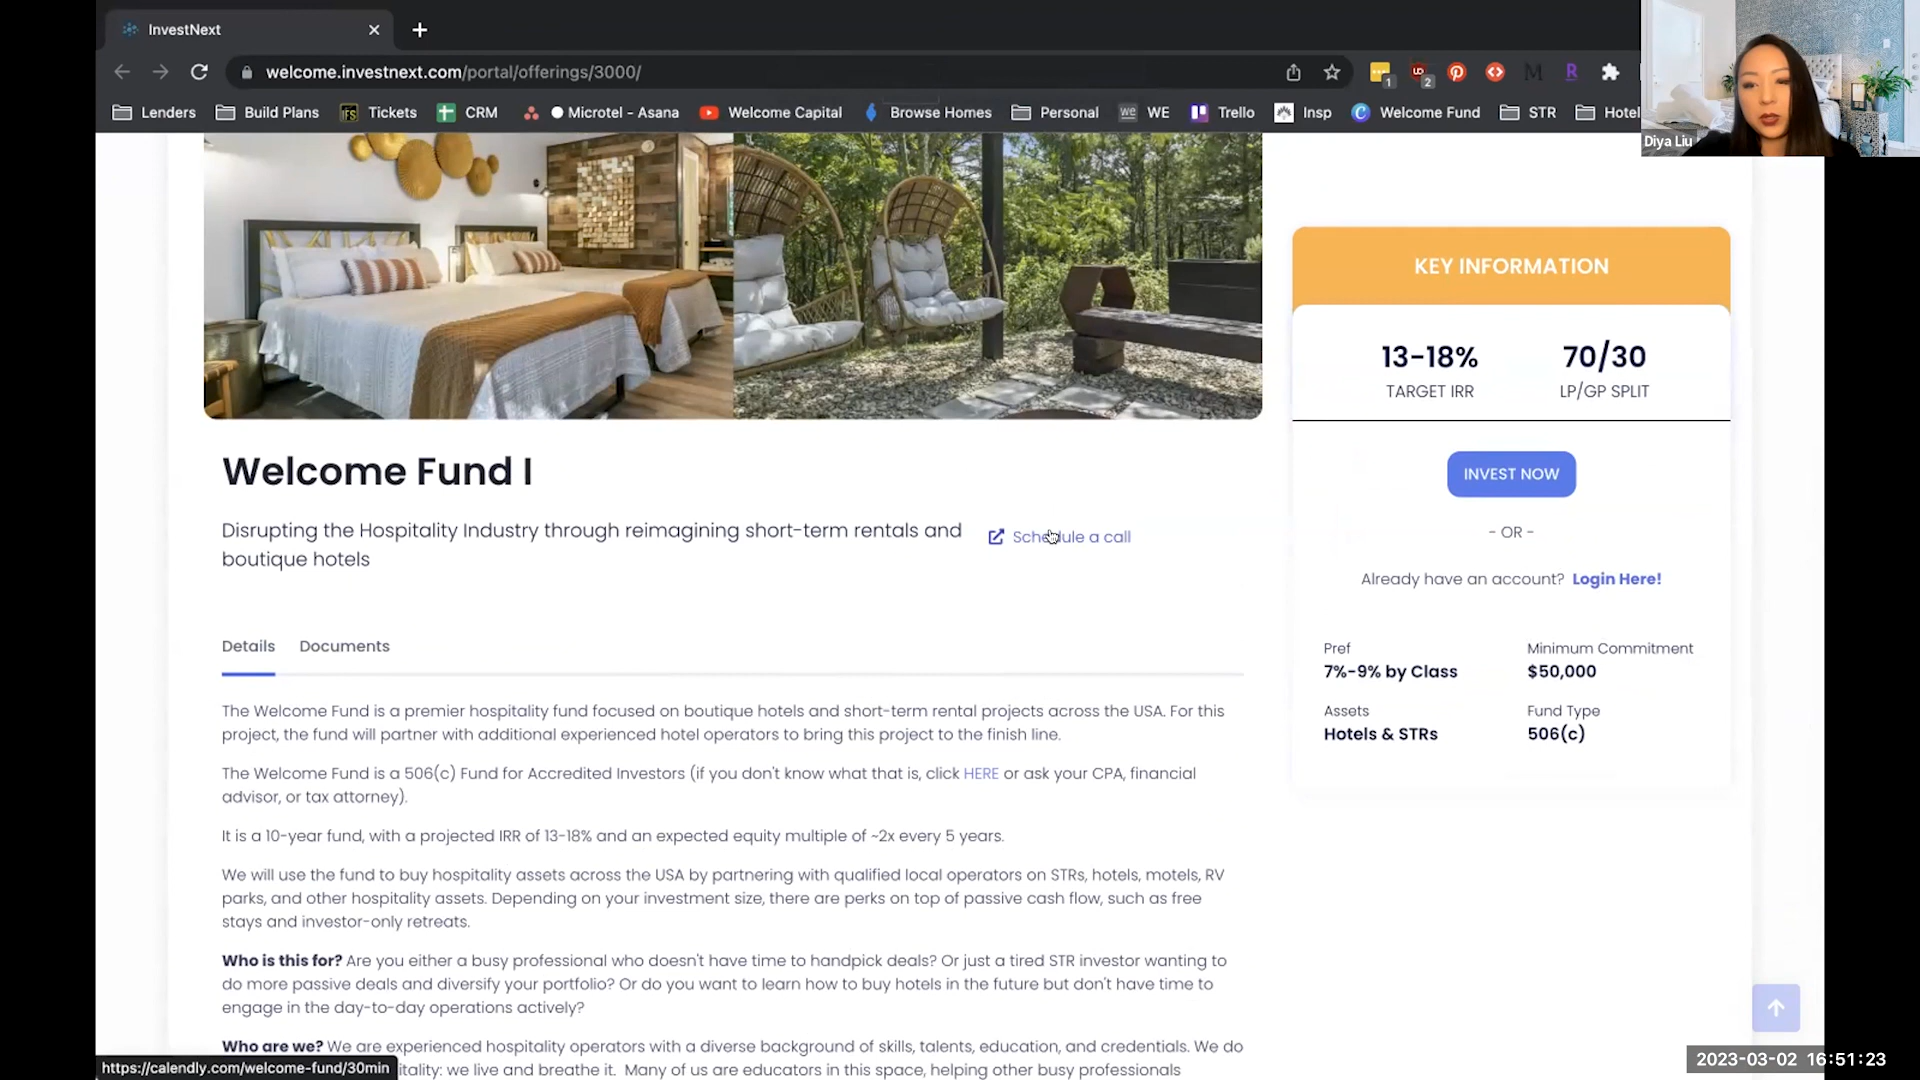 InvestNext
welcome.investnext.com/portal/offerings/3000/
1
UD
2
M
R
Lenders
Build Plans
Tickets
CRM
Microtel - Asana
Welcome Capital
Browse Homes
Personal
we WE
Trello
Insp
Welcome Fund
STR
Hotel
Diya Liu
KEY INFORMATION
13-18% 70/30
TARGET IRR LP/GP SPLIT
INVEST NOW
- OR -
Already have an account? Login Here!
Pref Minimum Commitment
7%-9% by Class $50,000
Assets Fund Type
Hotels & STRs 506(c)
Welcome Fund I
Disrupting the Hospitality Industry through reimagining short-term rentals and
boutique hotels
Schedule a call
Details Documents
The Welcome Fund is a premier hospitality fund focused on boutique hotels and short-term rental projects across the USA. For this
project, the fund will partner with additional experienced hotel operators to bring this project to the finish line.
The Welcome Fund is a 506(c) Fund for Accredited Investors (if you don't know what that is, click HERE or ask your CPA, financial
advisor, or tax attorney).
It is a 10-year fund, with a projected IRR of 13-18% and an expected equity multiple of ~2x every 5 years.
We will use the fund to buy hospitality assets across the USA by partnering with qualified local operators on STRs, hotels, motels, RV
parks, and other hospitality assets. Depending on your investment size, there are perks on top of passive cash flow, such as free
stays and investor-only retreats.
Who is this for? Are you either a busy professional who doesn't have time to handpick deals? Or just a tired STR investor wanting to
do more passive deals and diversify your portfolio? Or do you want to learn how to buy hotels in the future but don't have time to
engage in the day-to-day operations actively?
Who are we? We are experienced hospitality operators with a diverse background of skills, talents, education, and credentials. We do
itality: we live and breathe it. Many of us are educators in this space, helping other busy professionals
https://calendly.com/welcome-fund/30min
2023-03-02 16:51:23